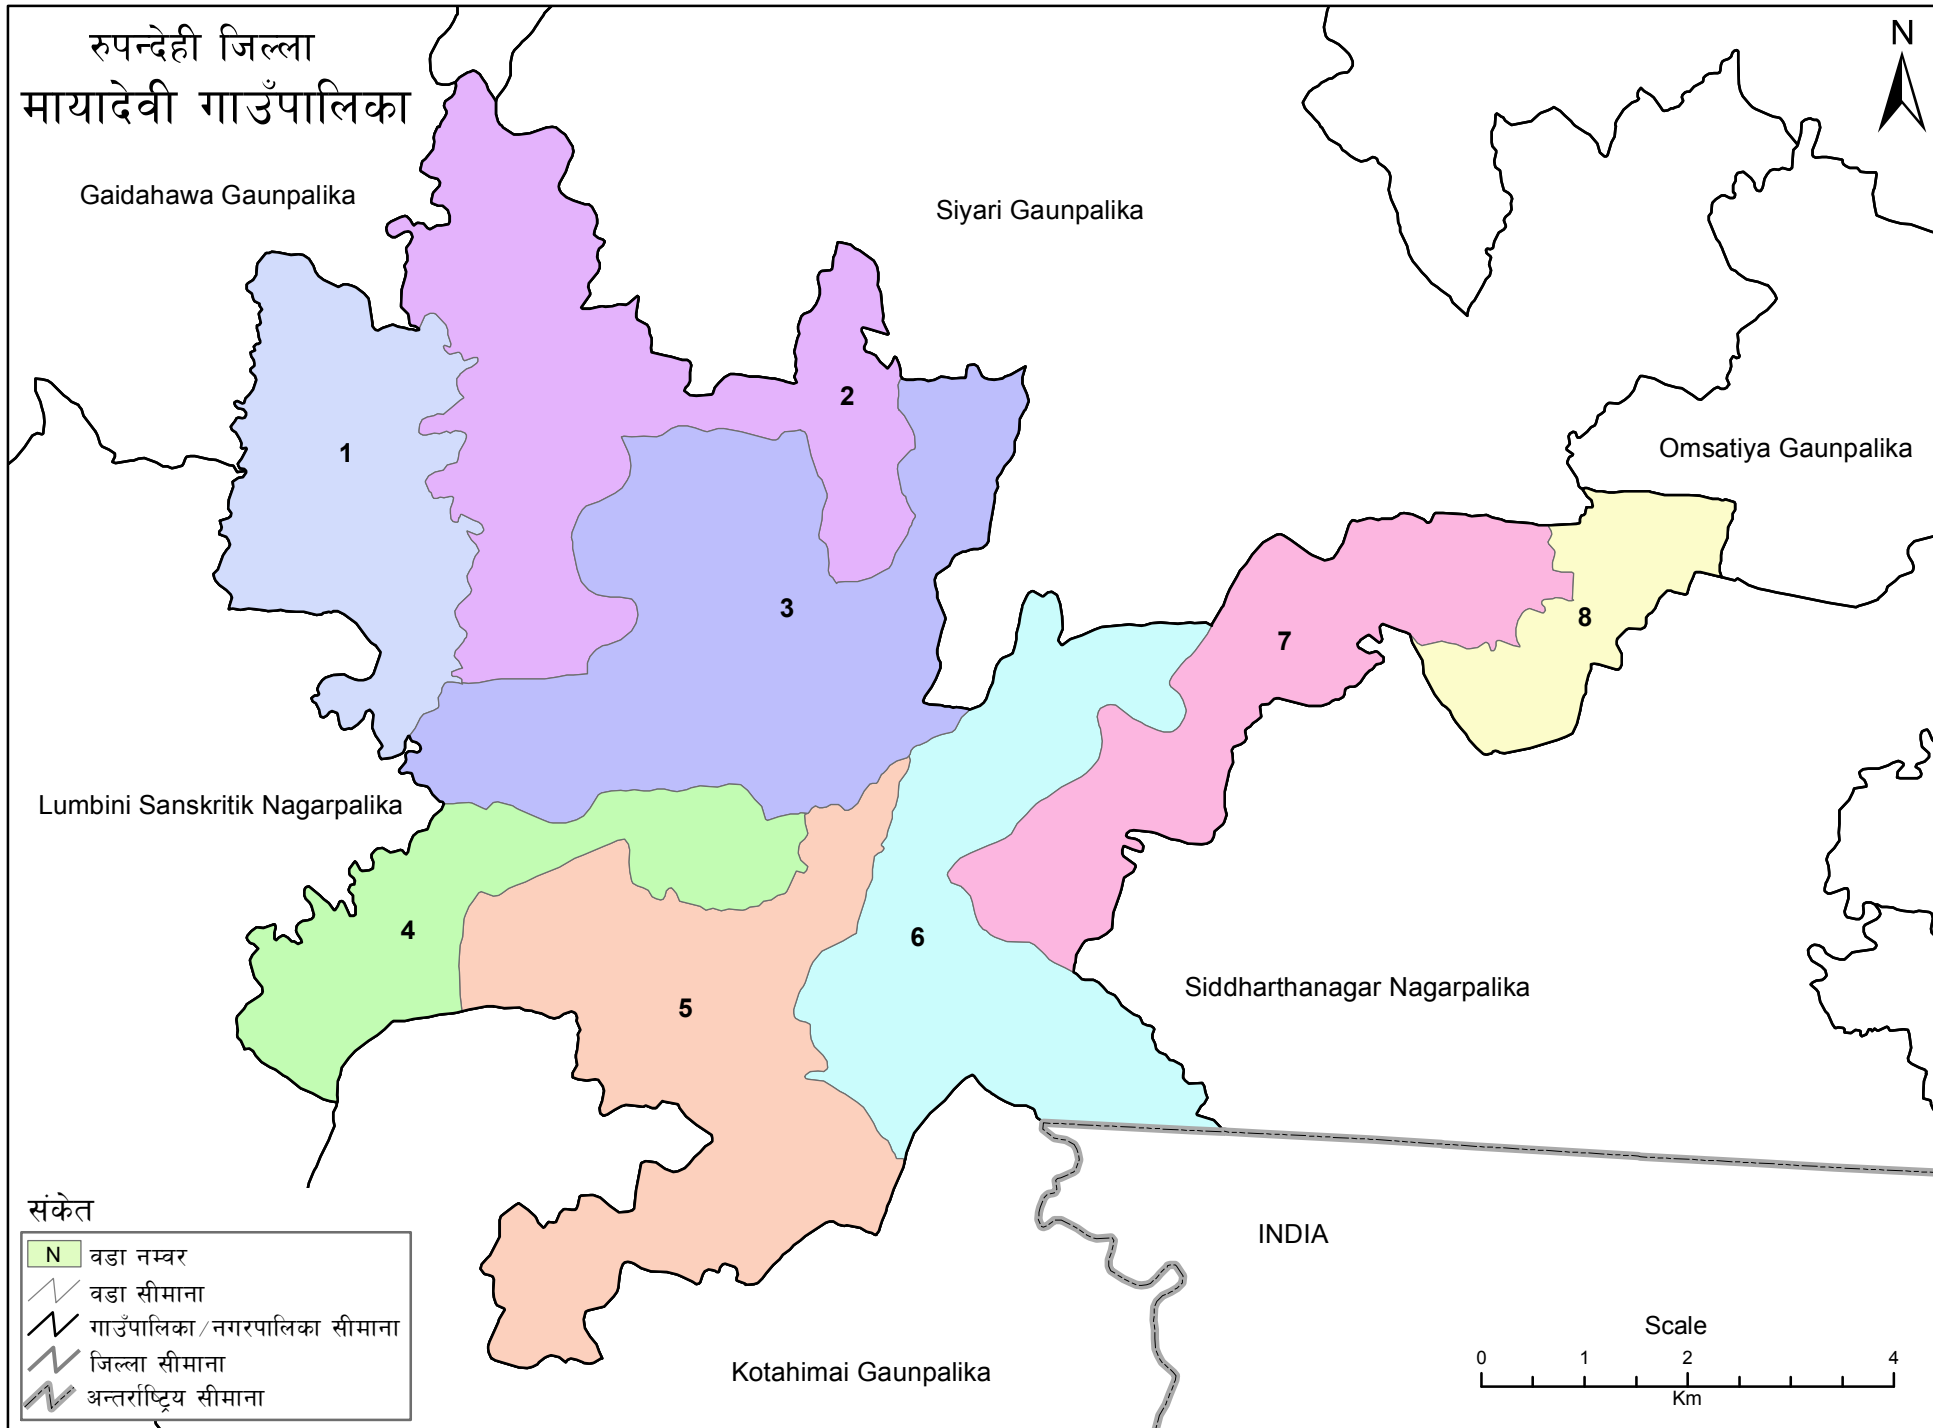 रुपन्देही जिल्ला
मायादेवी गाउँपालिका
N
Gaidahawa Gaunpalika
Siyari Gaunpalika
2
1
Omsatiya Gaunpalika
3
8
7
Lumbini Sanskritik Nagarpalika
4
6
Siddharthanagar Nagarpalika
5
संकेत
N वडा नम्वर
वडा सीमाना
गाउँपालिका/नगरपालिका सीमाना
जिल्ला सीमाना
अन्तर्राष्ट्रिय सीमाना
INDIA
Kotahimai Gaunpalika
Scale
0 1 2 4
Km